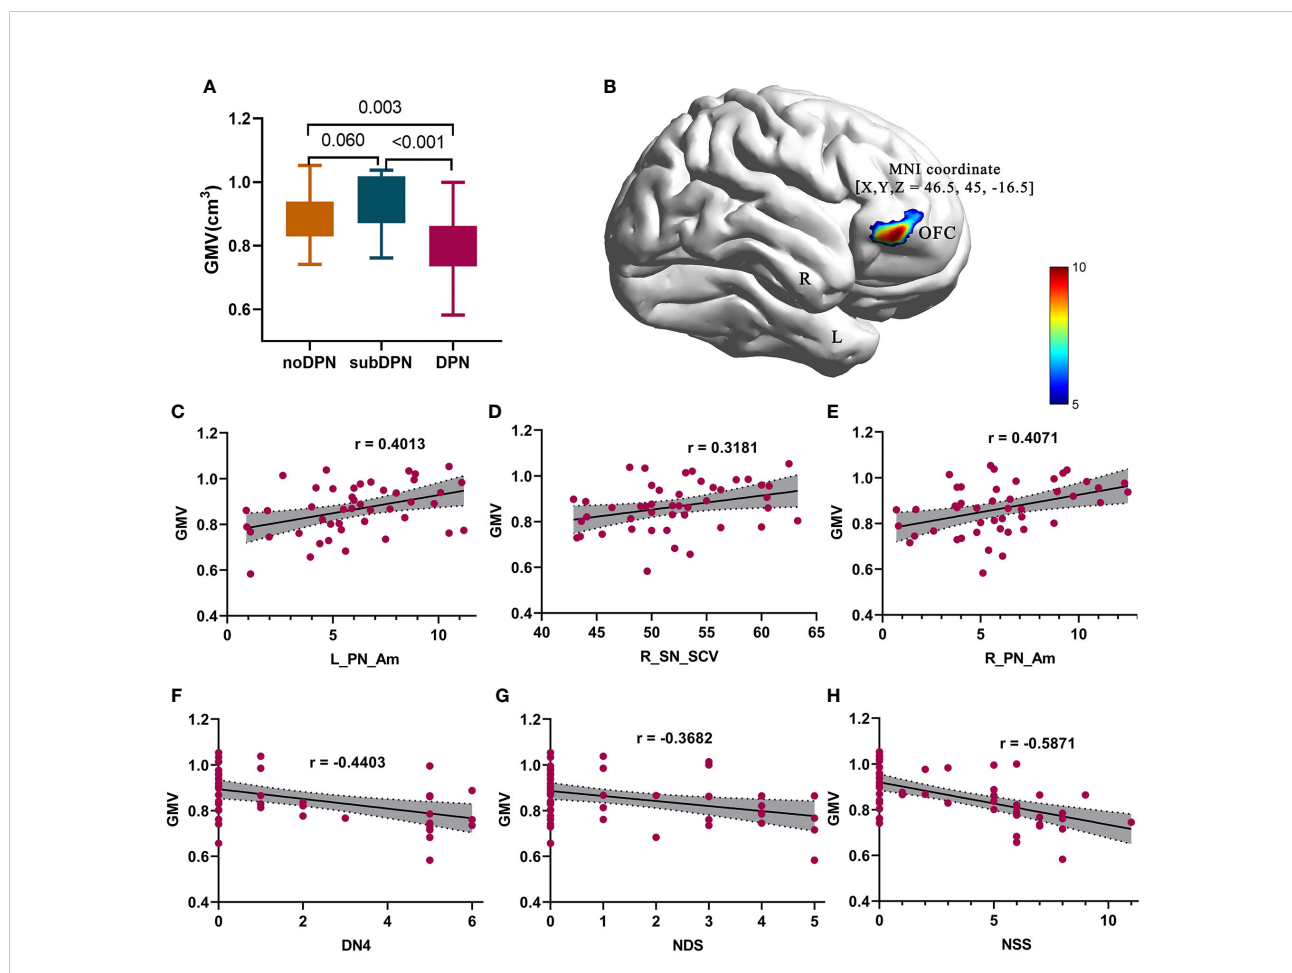 A
0.003
0.060
<0.001
1.2
1.0
0.8
0.6
GMV(cm³)
noDPN subDPN DPN
B
MNI coordinate
[X,Y,Z = 46.5, 45, -16.5]
OFC
R
L
10
5
C
r = 0.4013
1.2
1.0
0.8
0.6
0.4
GMV
0 5 10
L_PN_Am
D
r = 0.3181
1.2
1.0
0.8
0.6
0.4
GMV
40 45 50 55 60 65
R_SN_SCV
E
r = 0.4071
1.2
1.0
0.8
0.6
0.4
GMV
0 5 10
R_PN_Am
F
r = -0.4403
1.2
1.0
0.8
0.6
0.4
GMV
0 2 4 6
DN4
G
r = -0.3682
1.2
1.0
0.8
0.6
0.4
GMV
0 1 2 3 4 5
NDS
H
r = -0.5871
1.2
1.0
0.8
0.6
0.4
GMV
0 5 10
NSS